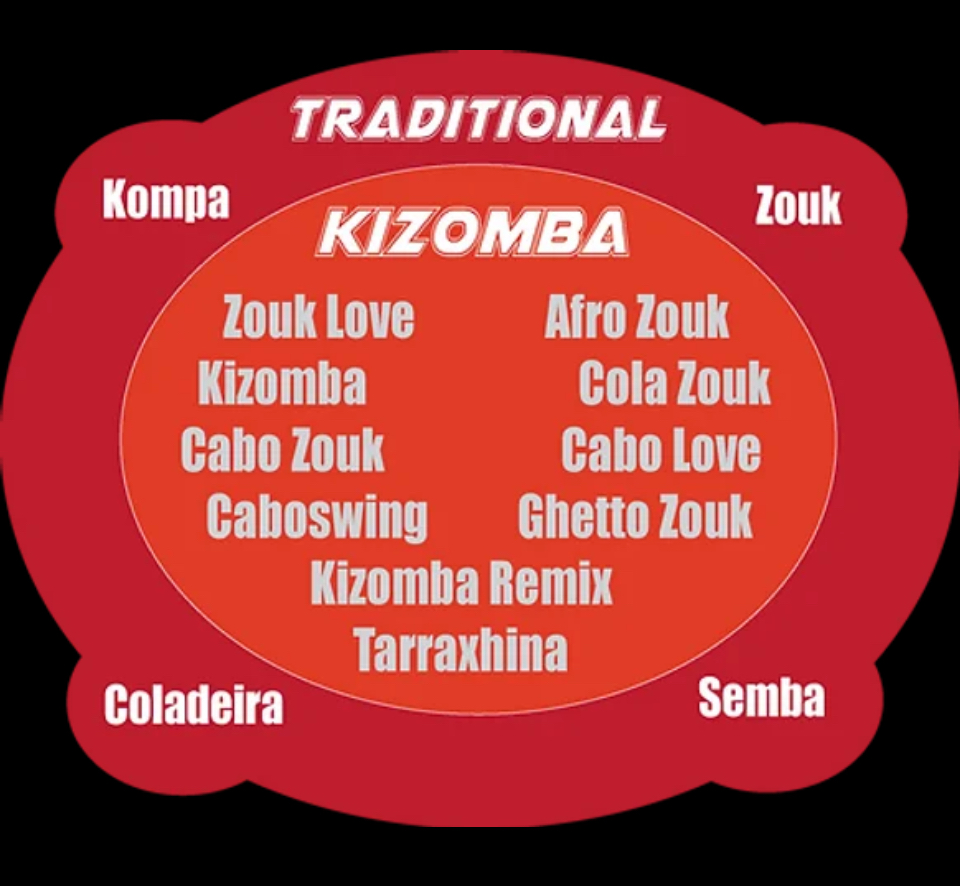 TRADITIONAL
Kompa
Zouk
KIZOMBA
Zouk Love
Afro Zouk
Kizomba
Cola Zouk
Cabo Zouk
Cabo Love
Caboswing
Ghetto Zouk
Kizomba Remix
Tarraxhina
Coladeira
Semba